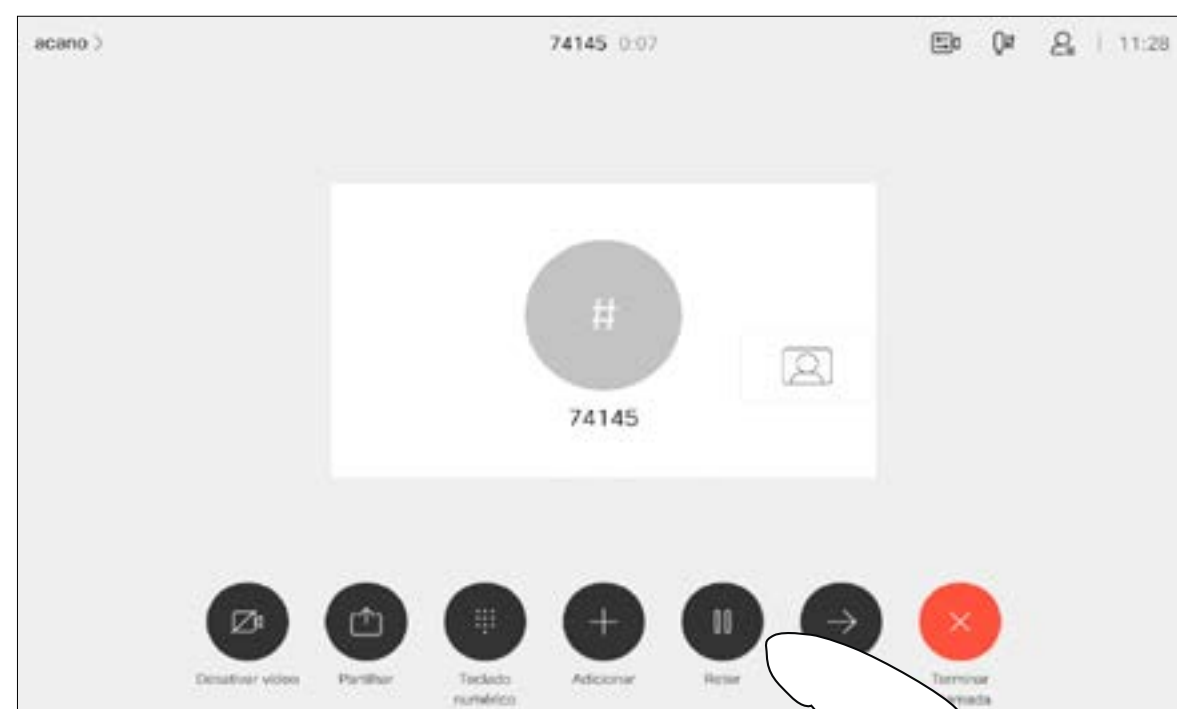 acano
74145 0:07
11:28
#
74145
Desativar vídeo
Partilhar
Teclado
numérico
Adicionar
Reter
Terminar